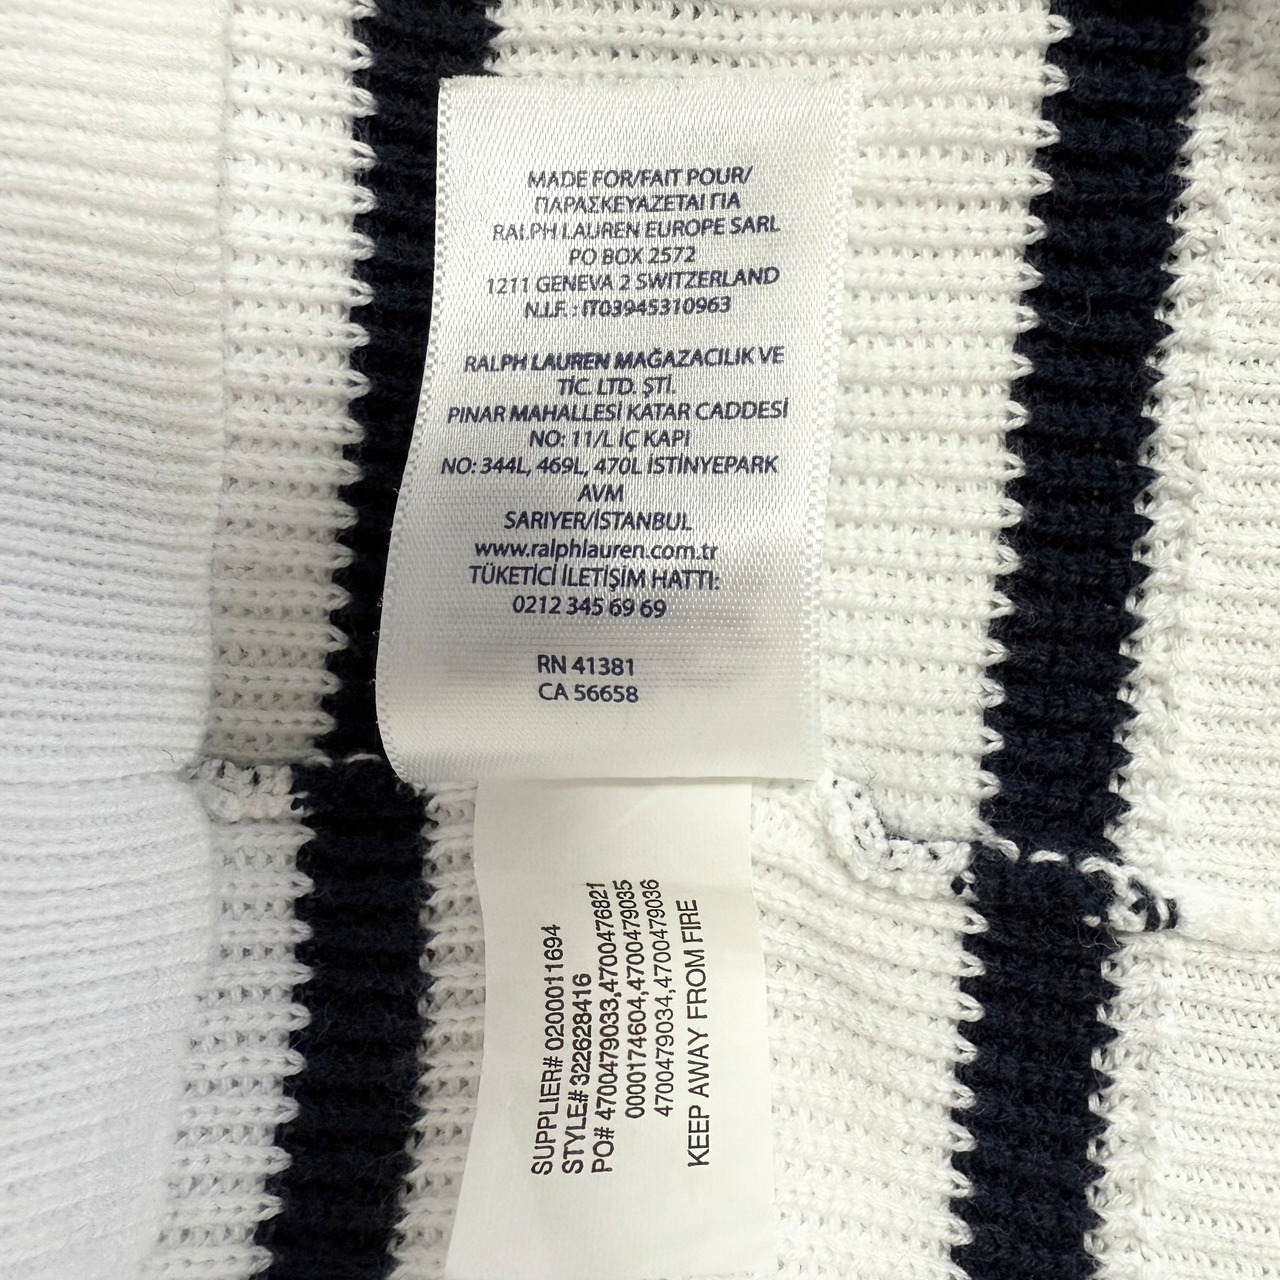 MADE FOR/FAIT POUR/
ΠΑΡΑΣΚΕΥΑΖΕΤΑΙ ΓΙΑ
RALPH LAUREN EUROPE SARL
PO BOX 2572
1211 GENEVA 2 SWITZERLAND
N.I.F. : IT03945310963
RALPH LAUREN MAĞAZACILIK VE
TİC. LTD. ŞTİ.
PINAR MAHALLESİ KATAR CADDESİ
NO: 11/L İÇ KAPI
NO: 344L, 469L, 470L İSTİNYEPARK
AVM
SARIYER/İSTANBUL
www.ralphlauren.com.tr
TÜKETİCİ İLETİŞİM HATTI:
0212 345 69 69
RN 41381
CA 56658
SUPPLIER# 0200011694
STYLE# 322628416
PO# 4700479033,4700476821
0000174604,4700479035
4700479034,4700479036
KEEP AWAY FROM FIRE